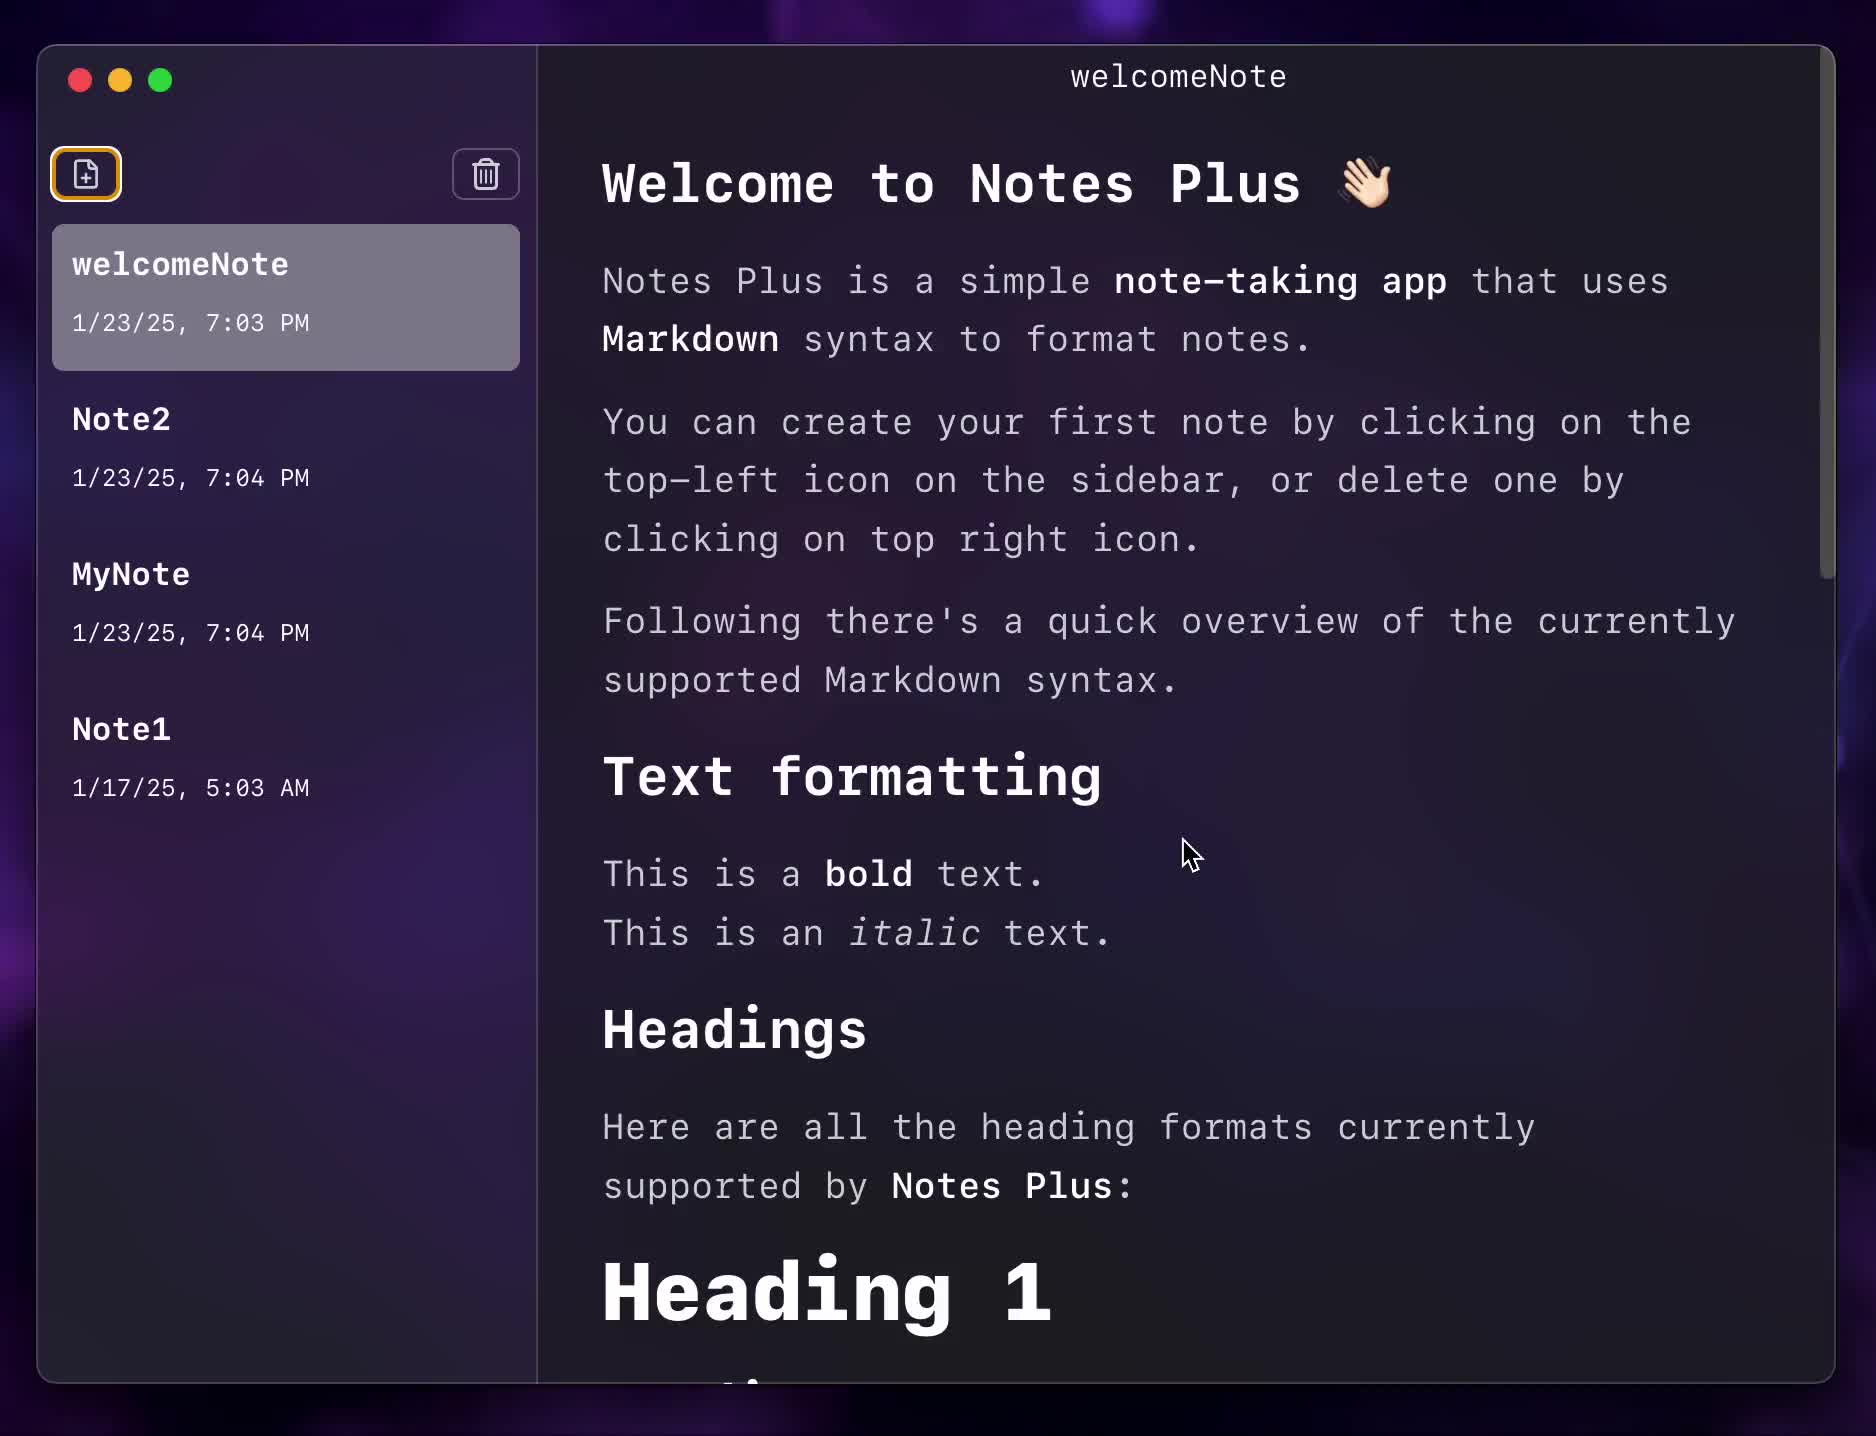 welcomeNote
welcomeNote
1/23/25, 7:03 PM
Note2
1/23/25, 7:04 PM
MyNote
1/23/25, 7:04 PM
Note1
1/17/25, 5:03 AM
Welcome to Notes Plus 👋🏻
Notes Plus is a simple note-taking app that uses
Markdown syntax to format notes.
You can create your first note by clicking on the
top-left icon on the sidebar, or delete one by
clicking on top right icon.
Following there's a quick overview of the currently
supported Markdown syntax.
Text formatting
This is a bold text.
This is an italic text.
Headings
Here are all the heading formats currently
supported by Notes Plus:
Heading 1